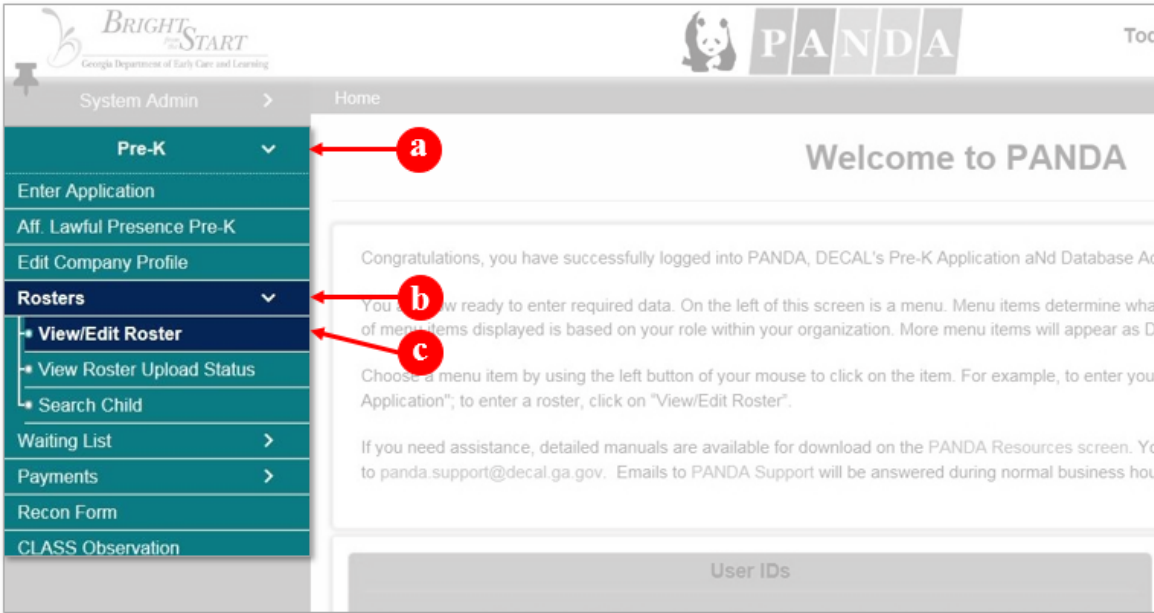 BRIGHT
from the
START
Georgia Department of Early Care and Learning
PANDA
System Admin
Home
Pre-K
a
Welcome to PANDA
Enter Application
Aff. Lawful Presence Pre-K
Edit Company Profile
Congratulations, you have successfully logged into PANDA, DECAL's Pre-K Application aNd Database
Rosters
b
You ready to enter required data. On the left of this screen is a menu. Menu items determine
View/Edit Roster
of menu items displayed is based on your role within your organization. More menu items will appear as
c
View Roster Upload Status
Choose a menu item by using the left button of your mouse to click on the item. For example, to enter
Search Child
Application"; to enter a roster, click on "View/Edit Roster".
Waiting List
If you need assistance, detailed manuals are available for download on the PANDA Resources screen.
Payments
to panda.support@decal.ga.gov. Emails to PANDA Support will be answered during normal business
Recon Form
CLASS Observation
User IDs